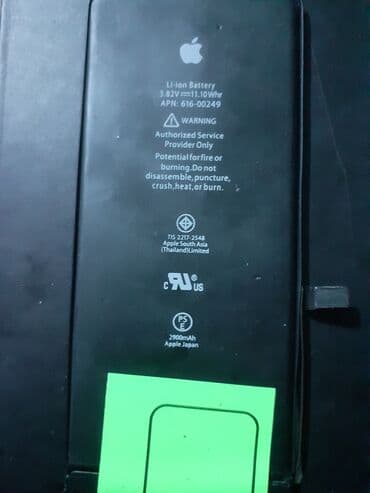 Li-ion Battery
3.82V⎓11.10Whr
APN: 616-00249
WARNING
Authorized Service
Provider Only
Potential for fire or
burning. Do not
disassemble, puncture,
crush, heat, or burn.
TIS 2217-2548
Apple South Asia
(Thailand) Limited
c RU US
PS
E
2900mAh
Apple Japan